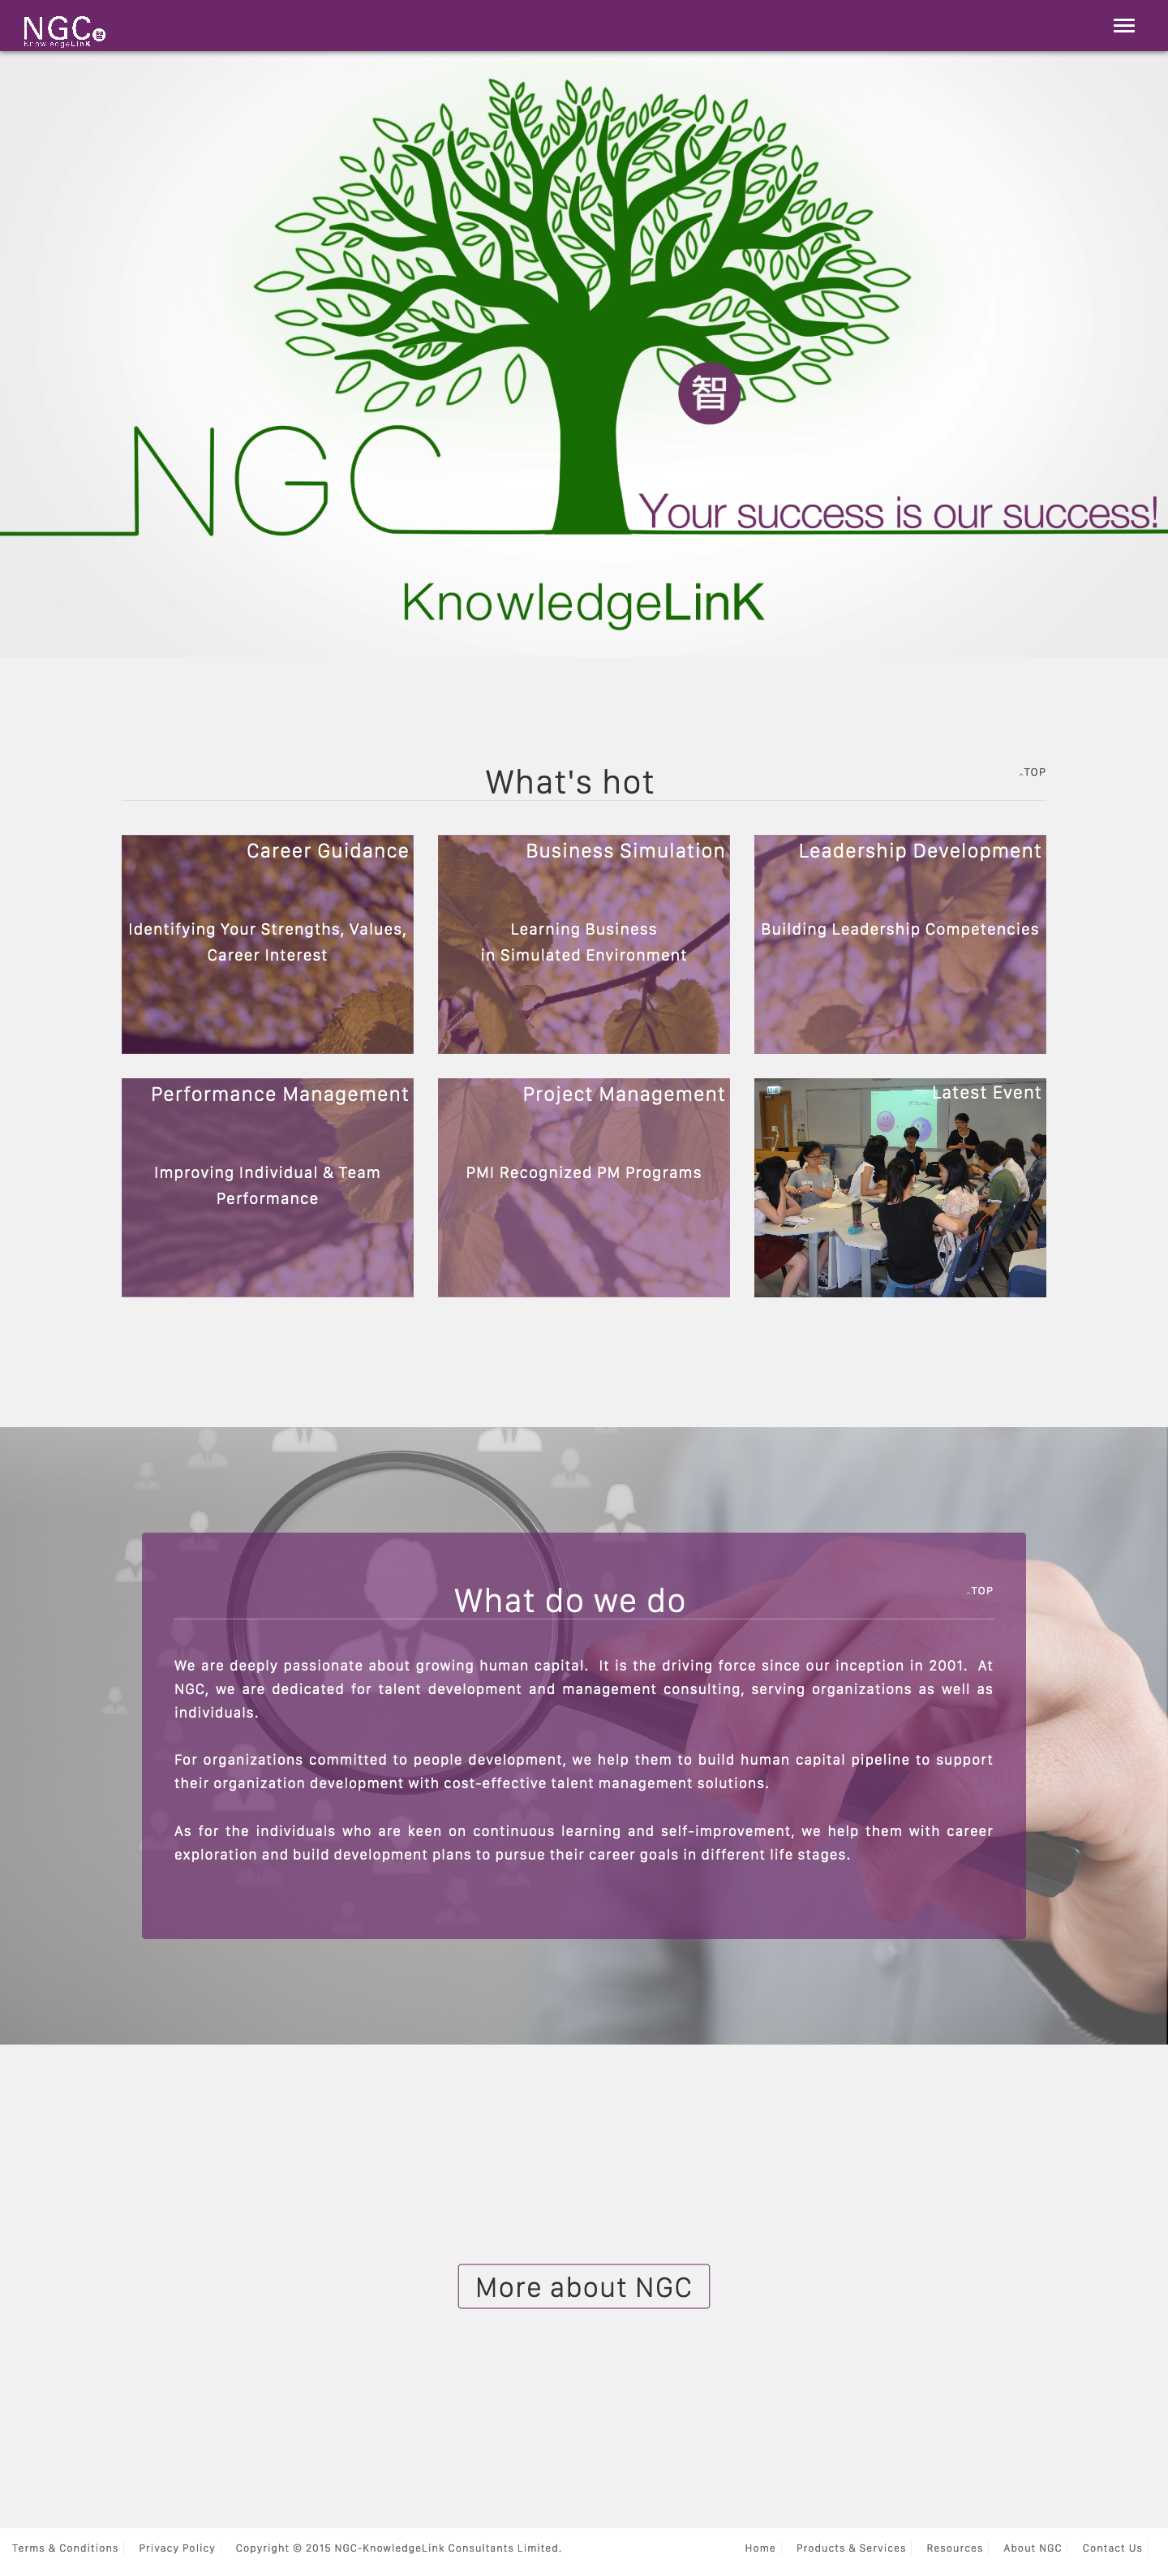 NGC智
KnowledgeLinK
智
NGC
Your success is our success!
KnowledgeLinK
What's hot
^TOP
Career Guidance
Identifying Your Strengths, Values,
Career Interest
Business Simulation
Learning Business
in Simulated Environment
Leadership Development
Building Leadership Competencies
Performance Management
Improving Individual & Team
Performance
Project Management
PMI Recognized PM Programs
Latest Event
What do we do
^TOP
We are deeply passionate about growing human capital. It is the driving force since our inception in 2001. At
NGC, we are dedicated for talent development and management consulting, serving organizations as well as
individuals.
For organizations committed to people development, we help them to build human capital pipeline to support
their organization development with cost-effective talent management solutions.
As for the individuals who are keen on continuous learning and self-improvement, we help them with career
exploration and build development plans to pursue their career goals in different life stages.
More about NGC
Terms & Conditions Privacy Policy Copyright © 2015 NGC-KnowledgeLink Consultants Limited. Home Products & Services Resources About NGC Contact Us